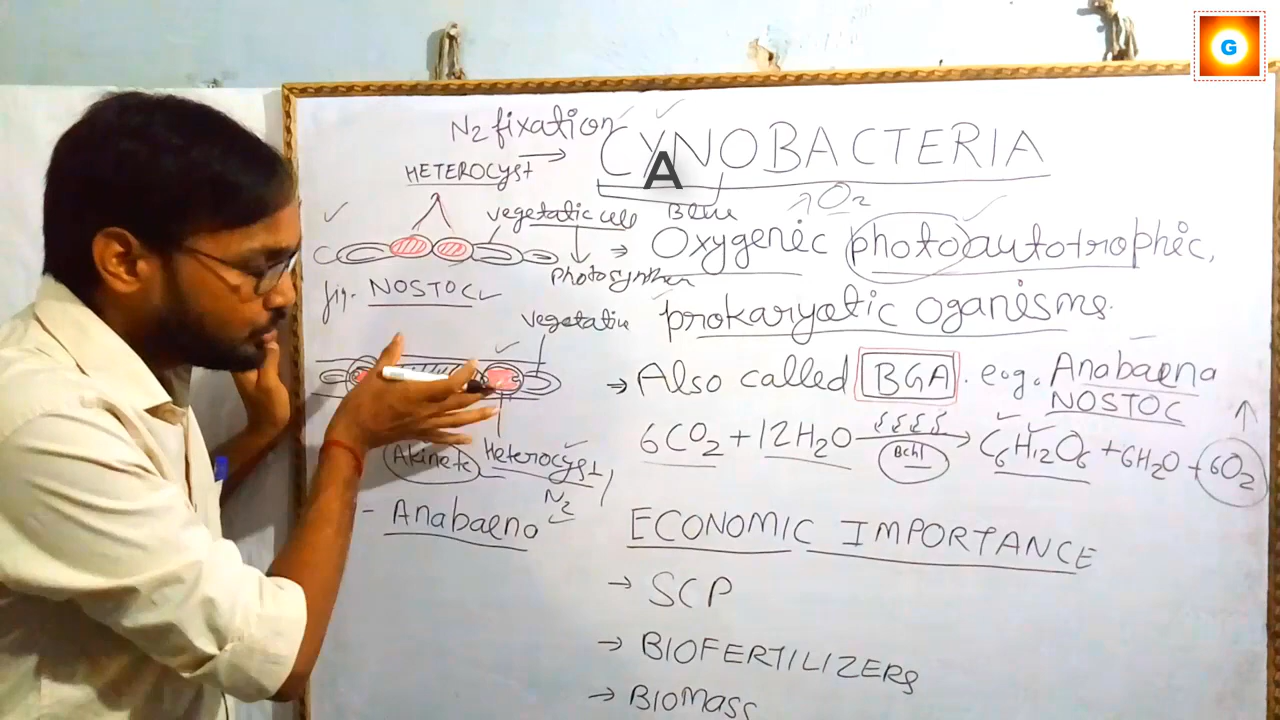 G
N2 fixation
→ CYNOBACTERIA
A
HETEROCYST
vegetatic cell
Blue
↗O2
→ Oxygenic photoautotrophic,
Photosynthe
fig- NOSTOC
prokaryotic oganisms.
vegetative
→ Also called BGA. e.g. Anabaena
NOSTOC
6CO2 + 12H2O → C6H12O6 + 6H2O + 6O2 ↑
Bchl
Akinete
Heterocyst
N2
- Anabaena
ECONOMIC IMPORTANCE
→ SCP
→ BIOFERTILIZERS
→ BIOMASS